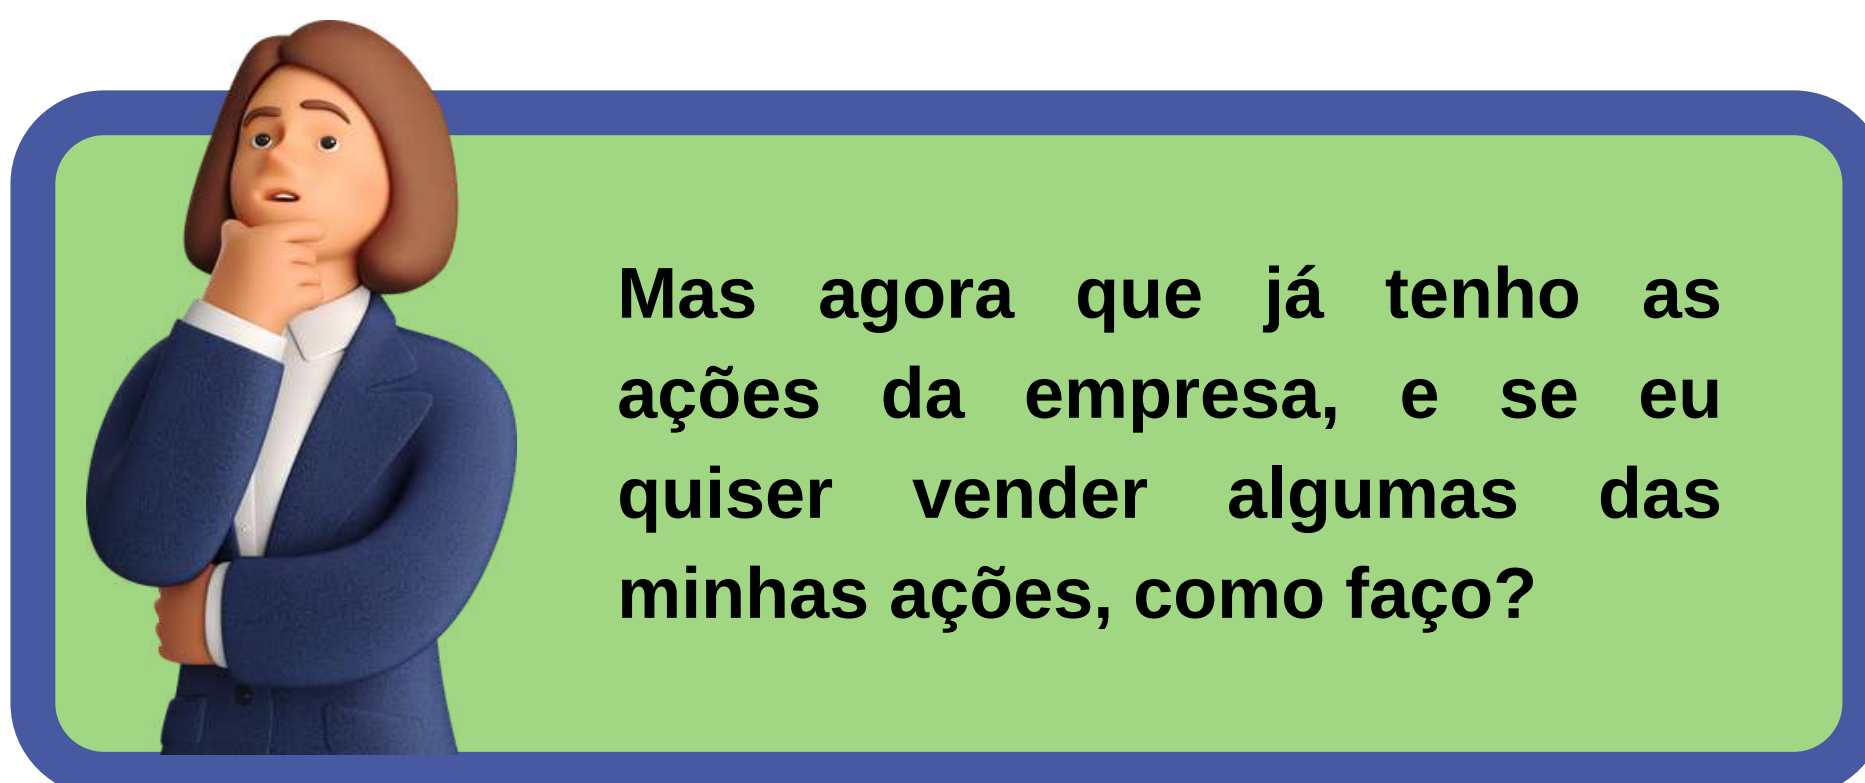 Mas agora que já tenho as
ações da empresa, e se eu
quiser vender algumas das
minhas ações, como faço?